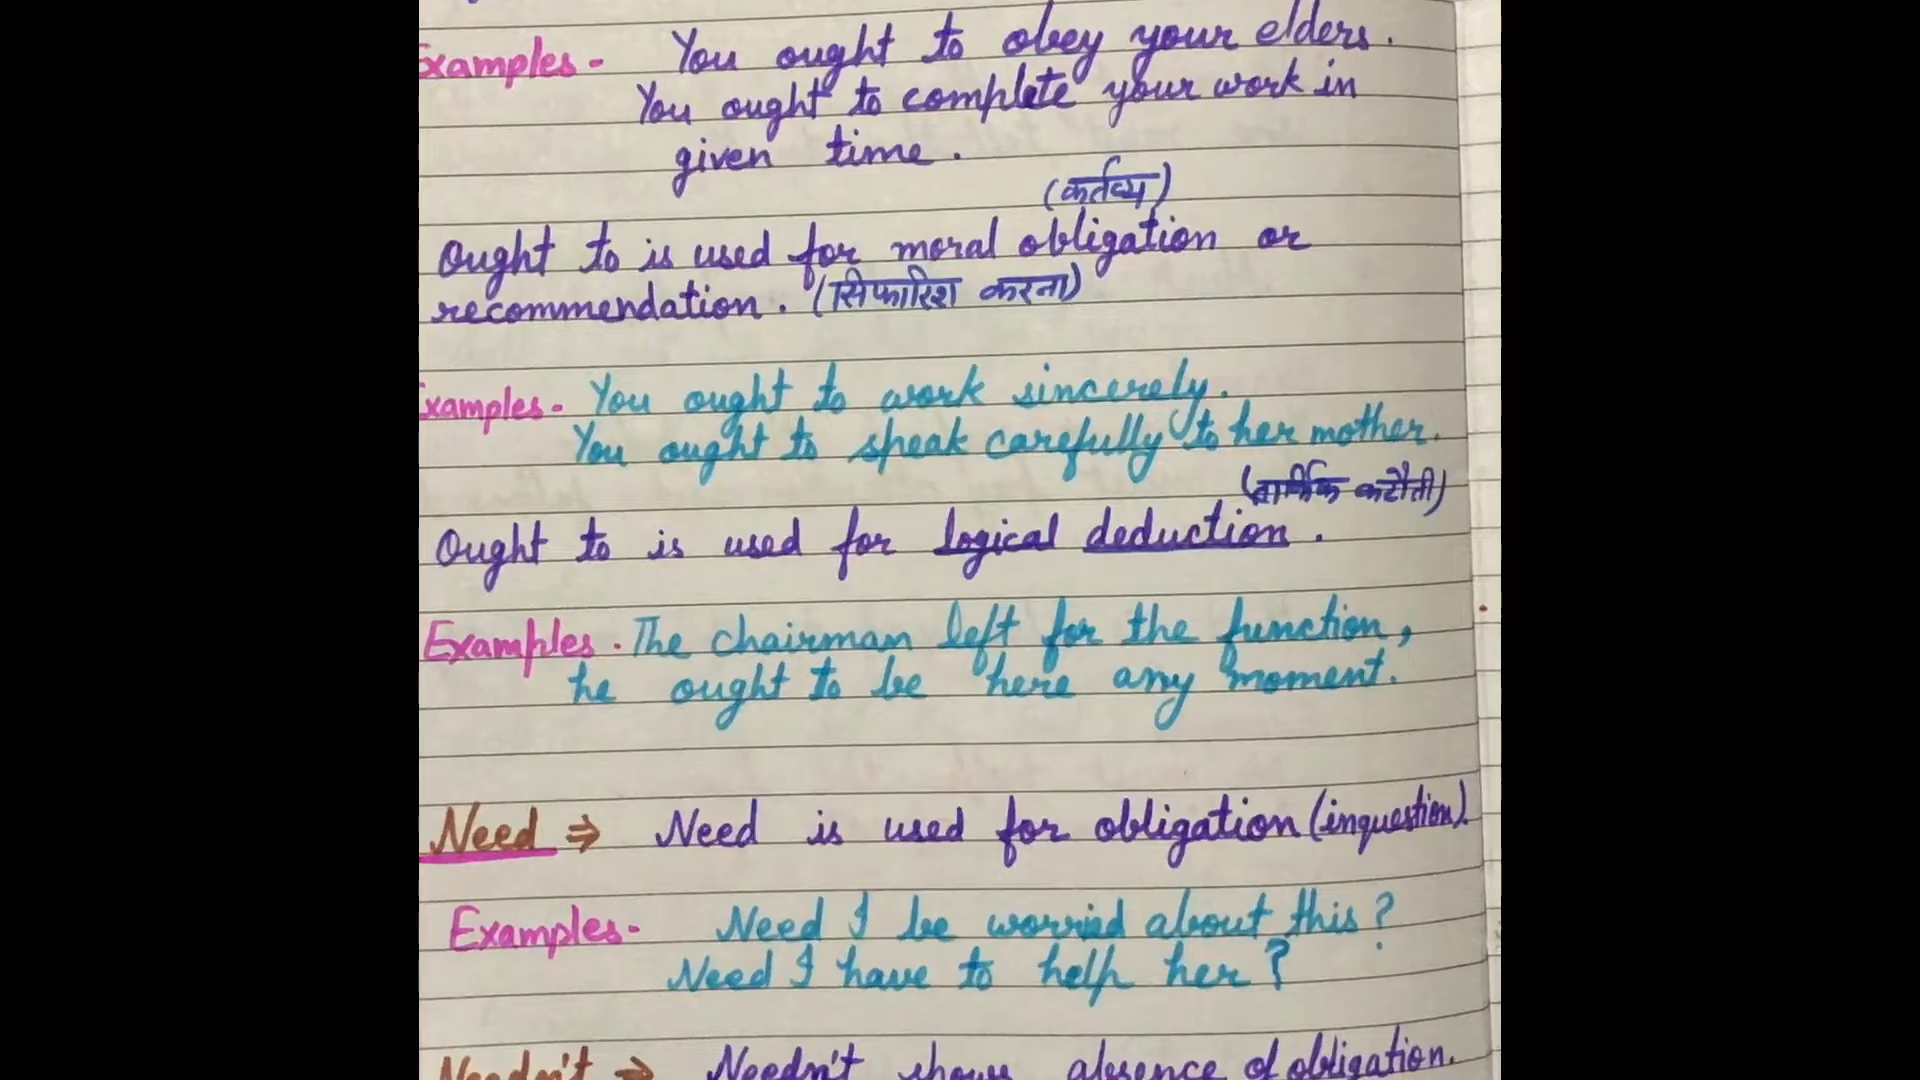 Examples - You ought to obey your elders.
You ought to complete your work in
given time.
(कर्तव्य)
Ought to is used for moral obligation or
recommendation. (सिफारिश करना)
Examples - You ought to work sincerely.
You ought to speak carefully to her mother.
(तार्किक कटौती)
Ought to is used for logical deduction.
Examples - The chairman left for the function,
he ought to be here any moment.
Need ⇒ Need is used for obligation (inquestion).
Examples - Need I be worried about this?
Need I have to help her?
Needn't → Needn't shows absence of obligation.